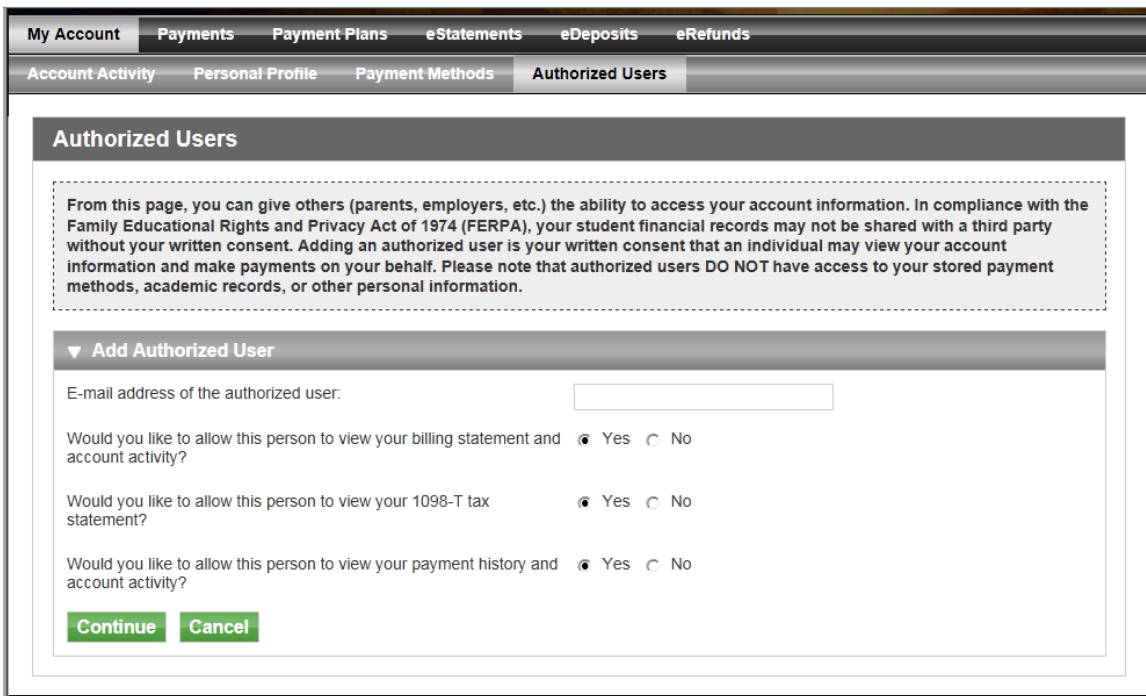 My Account Payments Payment Plans eStatements eDeposits eRefunds
Account Activity Personal Profile Payment Methods Authorized Users
Authorized Users
From this page, you can give others (parents, employers, etc.) the ability to access your account information. In compliance with the
Family Educational Rights and Privacy Act of 1974 (FERPA), your student financial records may not be shared with a third party
without your written consent. Adding an authorized user is your written consent that an individual may view your account
information and make payments on your behalf. Please note that authorized users DO NOT have access to your stored payment
methods, academic records, or other personal information.
Add Authorized User
E-mail address of the authorized user:
Would you like to allow this person to view your billing statement and Yes No
account activity?
Would you like to allow this person to view your 1098-T tax Yes No
statement?
Would you like to allow this person to view your payment history and Yes No
account activity?
Continue Cancel